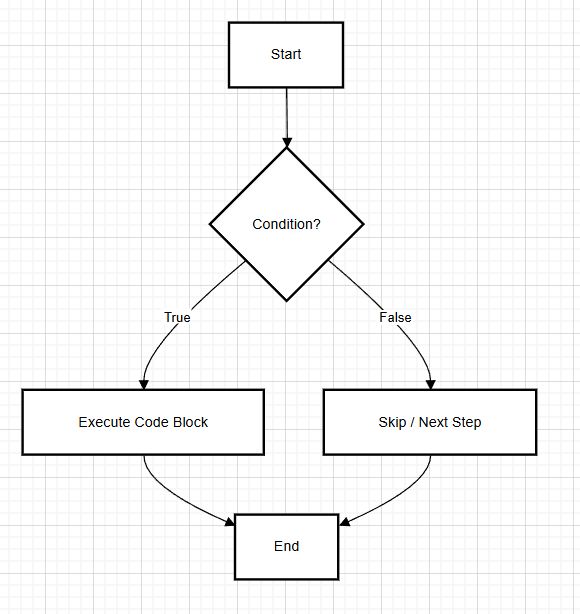 Start
Condition?
True
False
Execute Code Block
Skip / Next Step
End